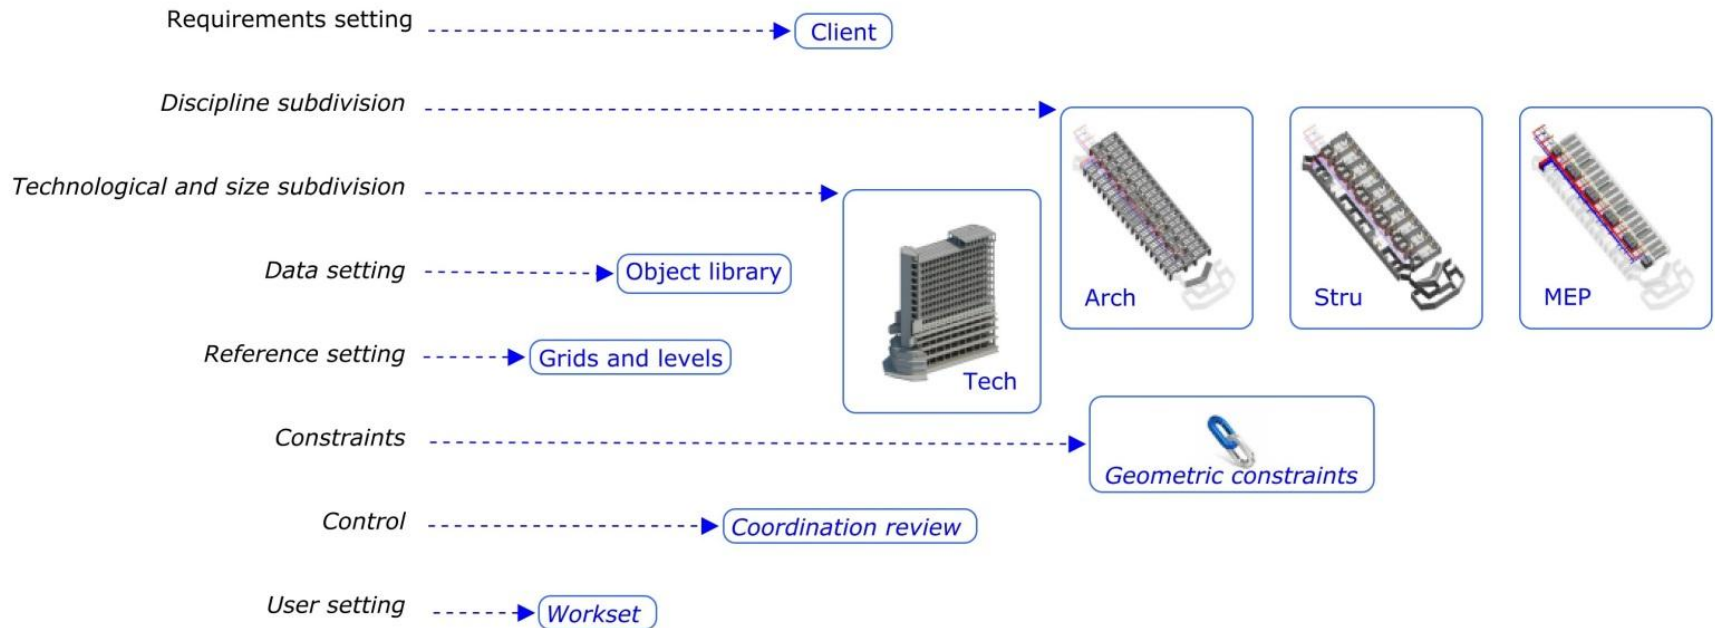 Requirements setting
Client
Discipline subdivision
Technological and size subdivision
Data setting
Object library
Arch
Stru
MEP
Reference setting
Grids and levels
Tech
Constraints
Geometric constraints
Control
Coordination review
User setting
Workset